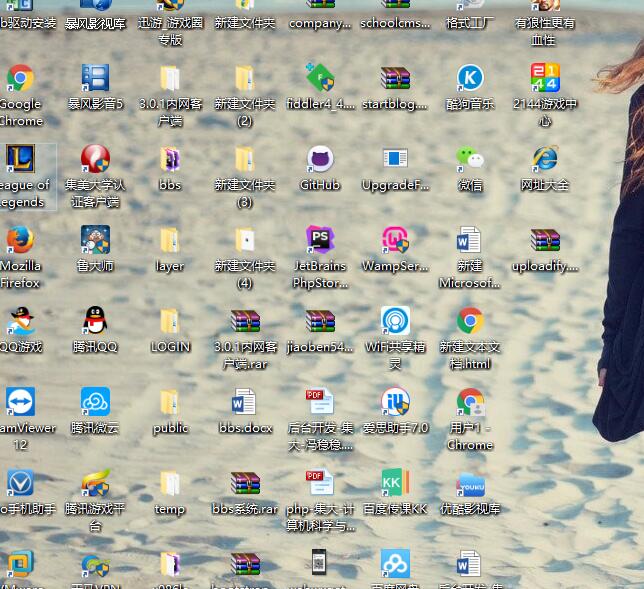 b驱动安装
暴风影视库
迅游_游戏圈
专版
新建文件夹
company...
schoolcms...
格式工厂
有狼性更有
血性
Google
Chrome
暴风影音5
3.0.1内网客
户端
新建文件夹
(2)
fiddler4_4....
startblog....
酷狗音乐
2144游戏中
心
eague of
Legends
集美大学认
证客户端
bbs
新建文件夹
(3)
GitHub
UpgradeF...
微信
网址大全
Mozilla
Firefox
鲁大师
layer
新建文件夹
(4)
JetBrains
PhpStor...
WampSer...
新建
Microsof...
uploadify....
QQ游戏
腾讯QQ
LOGIN
3.0.1内网客
户端.rar
jiaoben54...
WiFi共享精
灵
新建文本文
档.html
amViewer
12
腾讯微云
public
bbs.docx
后台开发-集
大-冯稳稳....
爱思助手7.0
用户1 -
Chrome
o手机助手
腾讯游戏平
台
temp
bbs系统.rar
php-集大-计
算机科学与...
百度传课KK
优酷影视库